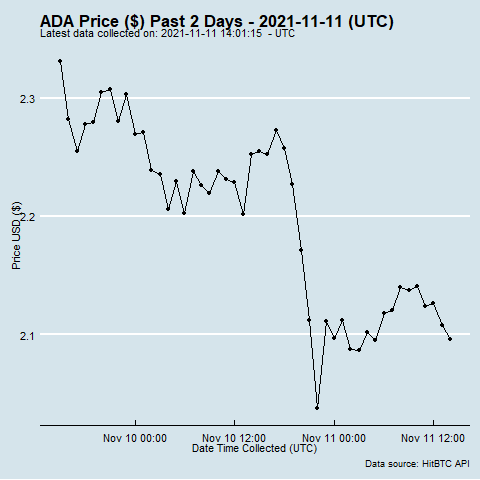 ADA Price ($) Past 2 Days - 2021-11-11 (UTC)
Latest data collected on: 2021-11-11 14:01:15  - UTC
2.3
2.2
2.1
Price USD ($)
Nov 10 00:00
Nov 10 12:00
Nov 11 00:00
Nov 11 12:00
Date Time Collected (UTC)
Data source: HitBTC API